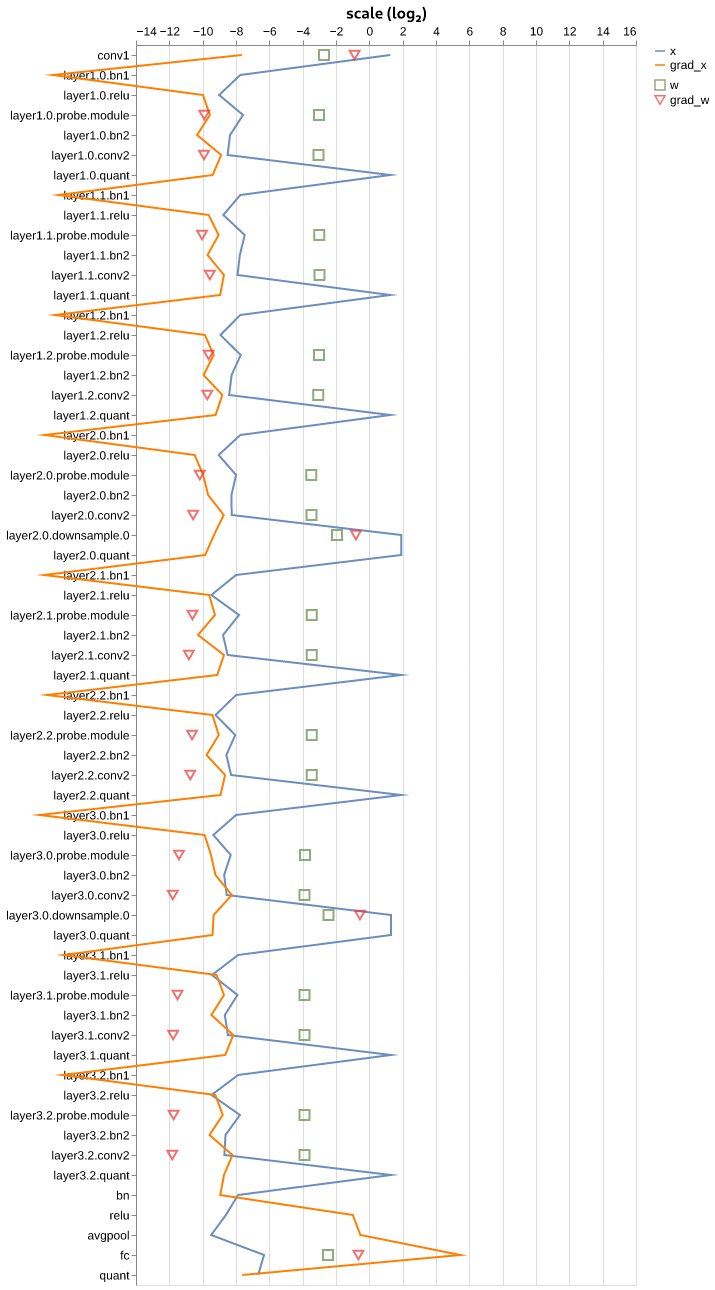 scale (log₂)
−14 −12 −10 −8 −6 −4 −2 0 2 4 6 8 10 12 14 16
x
grad_x
w
grad_w
conv1
layer1.0.bn1
layer1.0.relu
layer1.0.probe.module
layer1.0.bn2
layer1.0.conv2
layer1.0.quant
layer1.1.bn1
layer1.1.relu
layer1.1.probe.module
layer1.1.bn2
layer1.1.conv2
layer1.1.quant
layer1.2.bn1
layer1.2.relu
layer1.2.probe.module
layer1.2.bn2
layer1.2.conv2
layer1.2.quant
layer2.0.bn1
layer2.0.relu
layer2.0.probe.module
layer2.0.bn2
layer2.0.conv2
layer2.0.downsample.0
layer2.0.quant
layer2.1.bn1
layer2.1.relu
layer2.1.probe.module
layer2.1.bn2
layer2.1.conv2
layer2.1.quant
layer2.2.bn1
layer2.2.relu
layer2.2.probe.module
layer2.2.bn2
layer2.2.conv2
layer2.2.quant
layer3.0.bn1
layer3.0.relu
layer3.0.probe.module
layer3.0.bn2
layer3.0.conv2
layer3.0.downsample.0
layer3.0.quant
layer3.1.bn1
layer3.1.relu
layer3.1.probe.module
layer3.1.bn2
layer3.1.conv2
layer3.1.quant
layer3.2.bn1
layer3.2.relu
layer3.2.probe.module
layer3.2.bn2
layer3.2.conv2
layer3.2.quant
bn
relu
avgpool
fc
quant